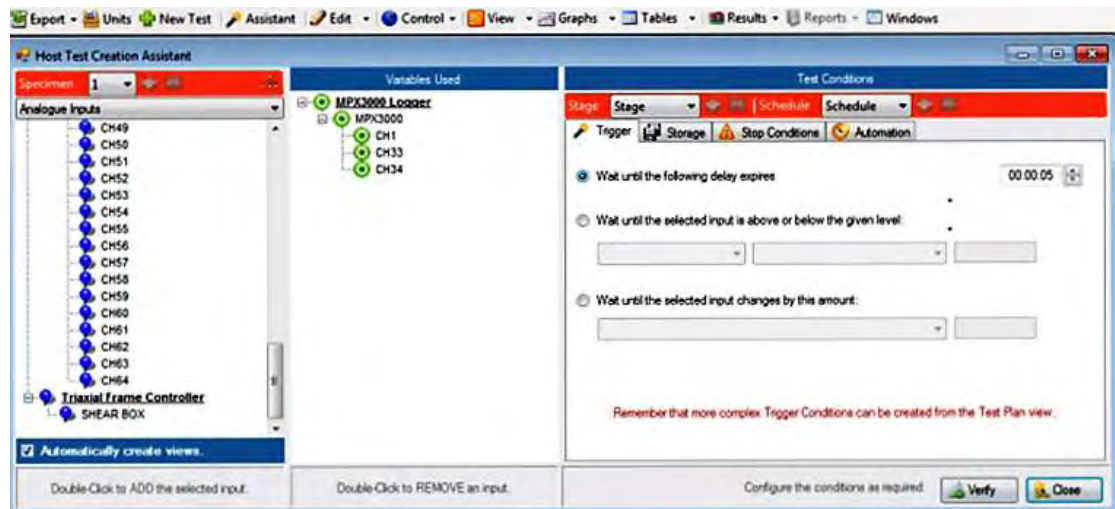 Export Units New Test Assistant Edit Control View Graphs Tables Results Reports Windows
Host Test Creation Assistant
Specimen 1
Analogue Inputs
CH49
CH50
CH51
CH52
CH53
CH54
CH55
CH56
CH57
CH58
CH59
CH60
CH61
CH62
CH63
CH64
Triaxial Frame Controller
SHEAR BOX
Automatically create views.
Double-Click to ADD the selected input.
Variables Used
MPX3000 Logger
MPX3000
CH1
CH33
CH34
Double-Click to REMOVE an input.
Test Conditions
Stage Stage Schedule Schedule
Trigger Storage Stop Conditions Automation
Wait until the following delay expires 00:00:05
Wait until the selected input is above or below the given level:
Wait until the selected input changes by this amount:
Remember that more complex Trigger Conditions can be created from the Test Plan view.
Configure the conditions as required. Verify Close